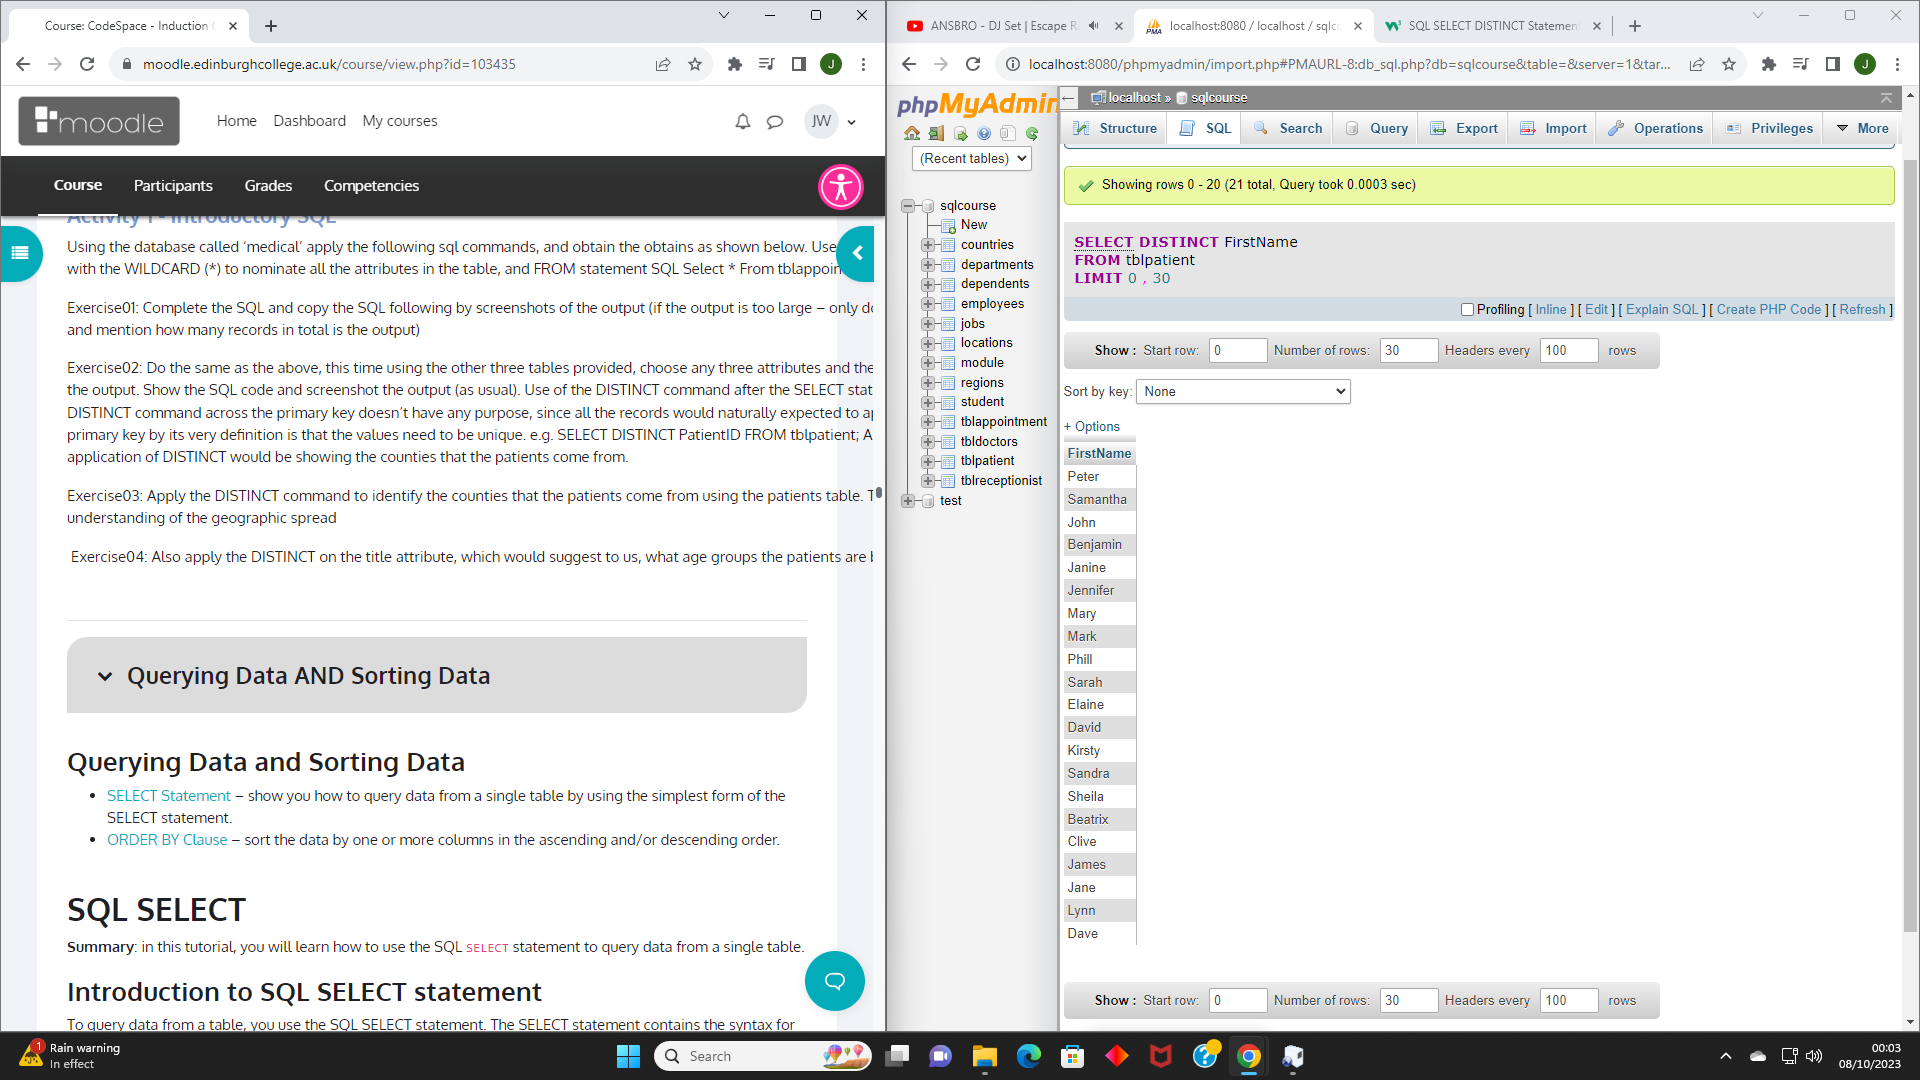 Course: CodeSpace - Induction
moodle.edinburghcollege.ac.uk/course/view.php?id=103435
J
moodle
Home Dashboard My courses
JW
Course Participants Grades Competencies
Activity 1 - Introductory SQL
Using the database called ‘medical’ apply the following sql commands, and obtain the obtains as shown below. Use
with the WILDCARD (*) to nominate all the attributes in the table, and FROM statement SQL Select * From tblappoin
Exercise01: Complete the SQL and copy the SQL following by screenshots of the output (if the output is too large – only do
and mention how many records in total is the output)
Exercise02: Do the same as the above, this time using the other three tables provided, choose any three attributes and the
the output. Show the SQL code and screenshot the output (as usual). Use of the DISTINCT command after the SELECT stat
DISTINCT command across the primary key doesn’t have any purpose, since all the records would naturally expected to ap
primary key by its very definition is that the values need to be unique. e.g. SELECT DISTINCT PatientID FROM tblpatient; A
application of DISTINCT would be showing the counties that the patients come from.
Exercise03: Apply the DISTINCT command to identify the counties that the patients come from using the patients table. T
understanding of the geographic spread
Exercise04: Also apply the DISTINCT on the title attribute, which would suggest to us, what age groups the patients are b
Querying Data AND Sorting Data
Querying Data and Sorting Data
• SELECT Statement – show you how to query data from a single table by using the simplest form of the
SELECT statement.
• ORDER BY Clause – sort the data by one or more columns in the ascending and/or descending order.
SQL SELECT
Summary: in this tutorial, you will learn how to use the SQL SELECT statement to query data from a single table.
Introduction to SQL SELECT statement
To query data from a table, you use the SQL SELECT statement. The SELECT statement contains the syntax for
ANSBRO - DJ Set | Escape R
localhost:8080 / localhost / sqlc
SQL SELECT DISTINCT Statemen
localhost:8080/phpmyadmin/import.php#PMAURL-8:db_sql.php?db=sqlcourse&table=&server=1&tar...
J
phpMyAdmin
(Recent tables)
sqlcourse
New
countries
departments
dependents
employees
jobs
locations
module
regions
student
tblappointment
tbldoctors
tblpatient
tblreceptionist
test
localhost » sqlcourse
Structure SQL Search Query Export Import Operations Privileges More
Showing rows 0 - 20 (21 total, Query took 0.0003 sec)
SELECT DISTINCT FirstName
FROM tblpatient
LIMIT 0 , 30
Profiling [ Inline ] [ Edit ] [ Explain SQL ] [ Create PHP Code ] [ Refresh ]
Show : Start row: 0 Number of rows: 30 Headers every 100 rows
Sort by key: None
+ Options
FirstName
Peter
Samantha
John
Benjamin
Janine
Jennifer
Mary
Mark
Phill
Sarah
Elaine
David
Kirsty
Sandra
Sheila
Beatrix
Clive
James
Jane
Lynn
Dave
Show : Start row: 0 Number of rows: 30 Headers every 100 rows
1
Rain warning
In effect
Search
00:03
08/10/2023